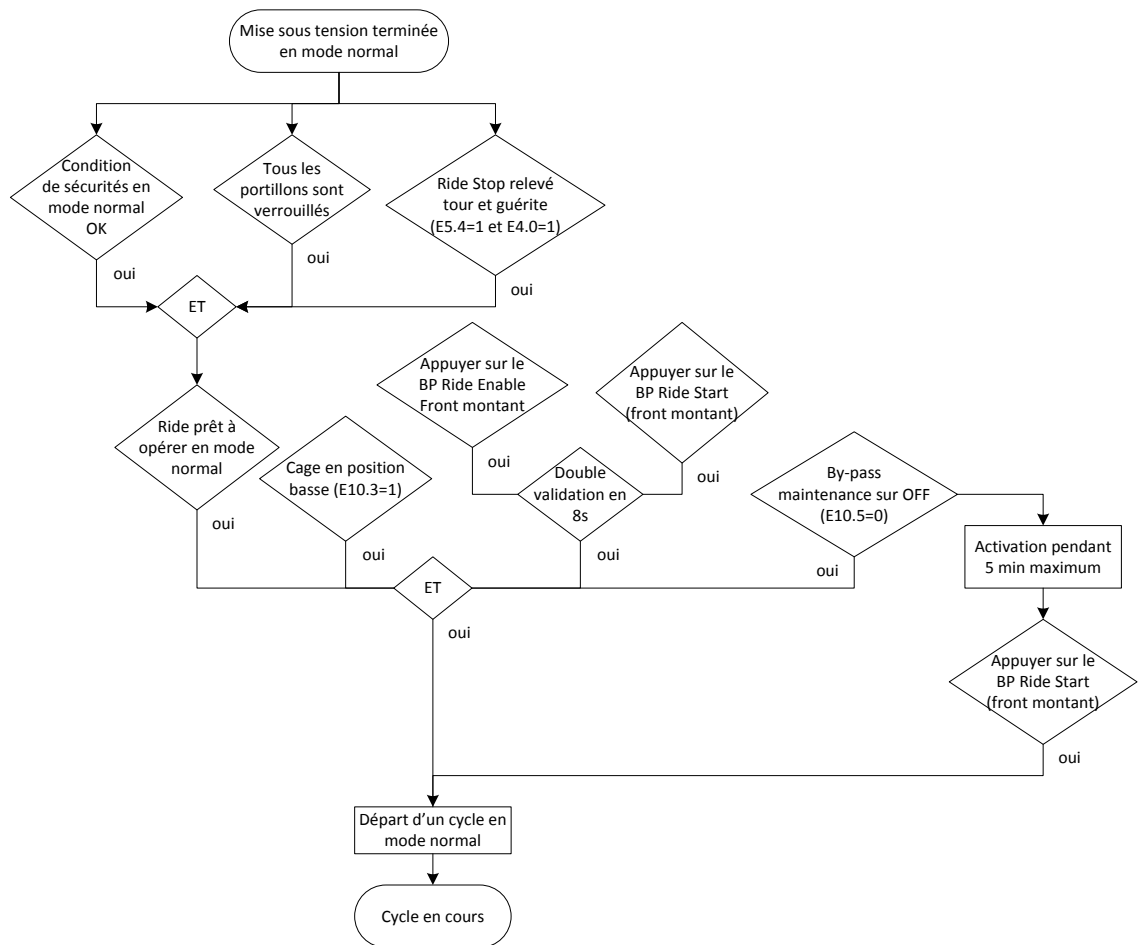 Mise sous tension terminée
en mode normal
Condition
de sécurités en
mode normal
OK
Tous les
portillons sont
verrouillés
Ride Stop relevé
tour et guérite
(E5.4=1 et E4.0=1)
oui
oui
oui
ET
Ride prêt à
opérer en mode
normal
Cage en position
basse (E10.3=1)
Appuyer sur le
BP Ride Enable
Front montant
Appuyer sur le
BP Ride Start
(front montant)
oui
oui
Double
validation en
8s
By-pass
maintenance sur OFF
(E10.5=0)
oui
oui
oui
oui
Activation pendant
5 min maximum
ET
oui
Appuyer sur le
BP Ride Start
(front montant)
oui
Départ d’un cycle en
mode normal
Cycle en cours